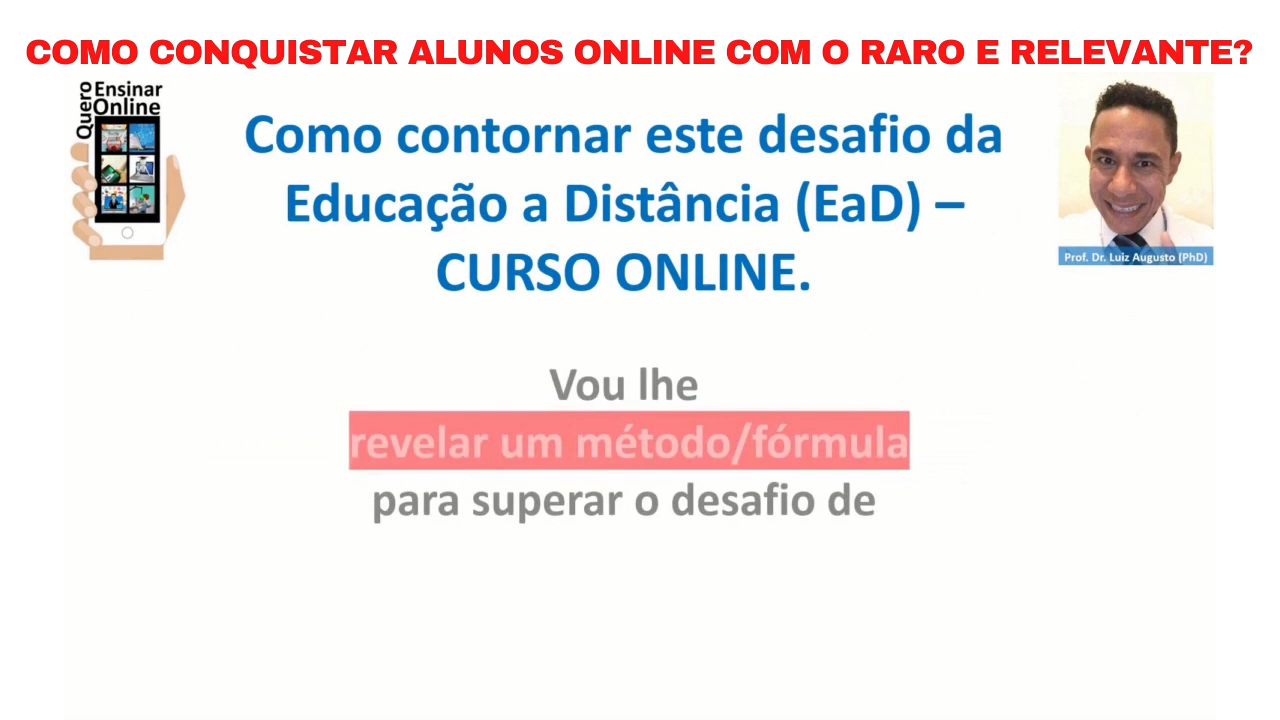 COMO CONQUISTAR ALUNOS ONLINE COM O RARO E RELEVANTE?
Quero
Ensinar
Online
Como contornar este desafio da
Educação a Distância (EaD) –
CURSO ONLINE.
Prof. Dr. Luiz Augusto (PhD)
Vou lhe
revelar um método/fórmula
para superar o desafio de